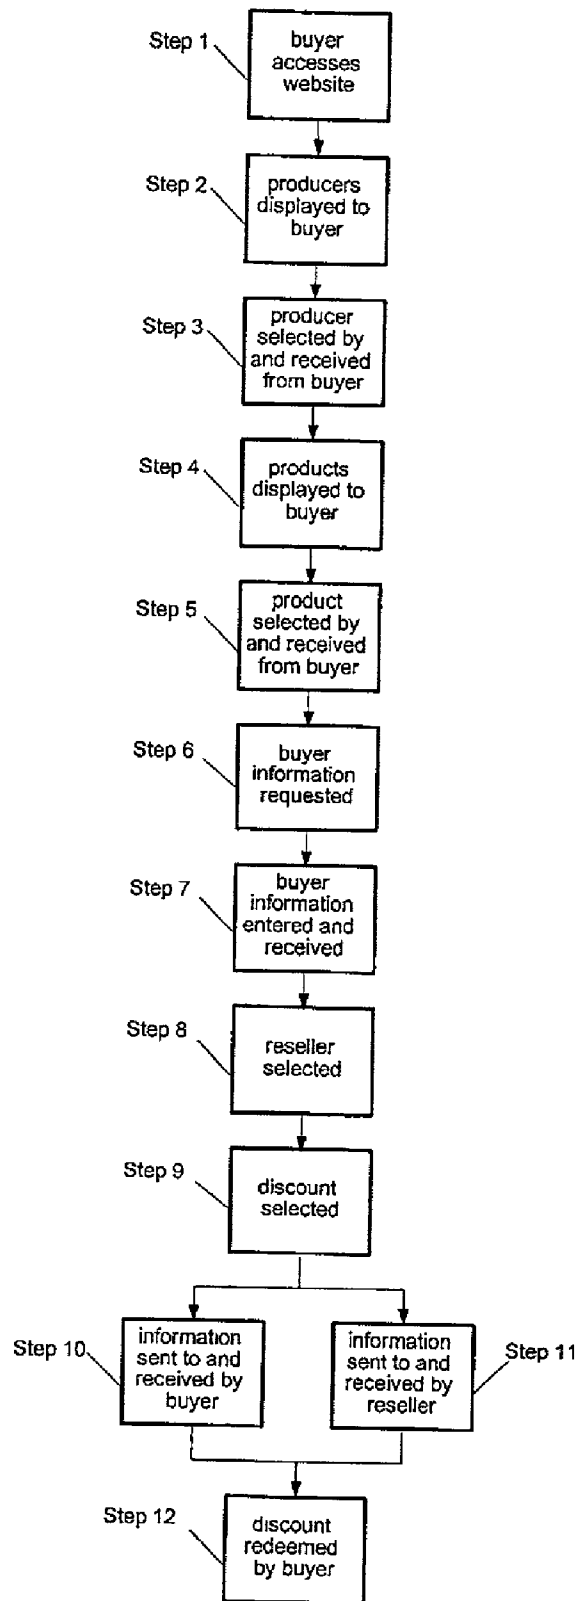 Step 1
buyer
accesses
website
Step 2
producers
displayed to
buyer
Step 3
producer
selected by
and received
from buyer
Step 4
products
displayed to
buyer
Step 5
product
selected by
and received
from buyer
Step 6
buyer
information
requested
Step 7
buyer
information
entered and
received
Step 8
reseller
selected
Step 9
discount
selected
Step 10
information
sent to and
received by
buyer
information
sent to and
received by
reseller
Step 11
Step 12
discount
redeemed
by buyer